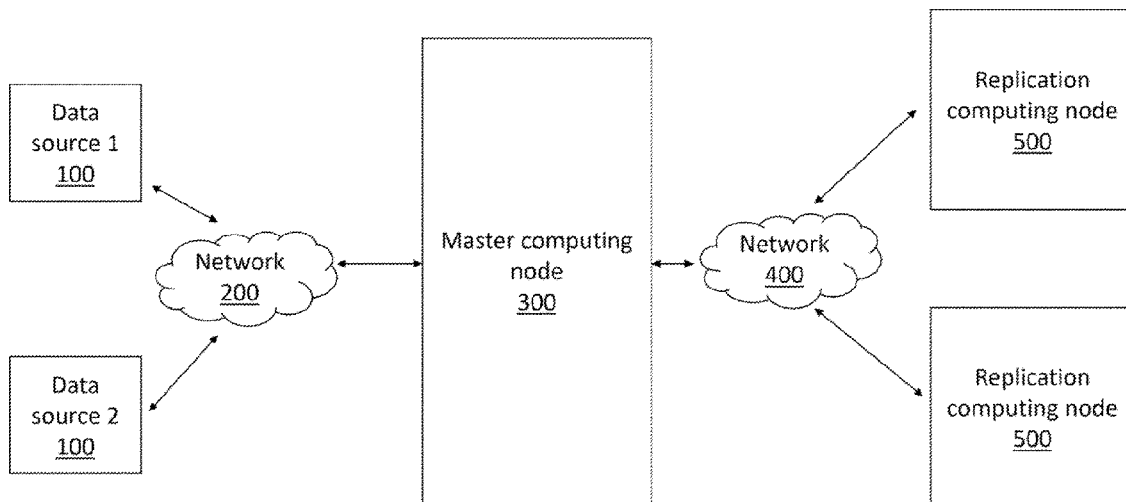 Data
source 1
100
Data
source 2
100
Network
200
Master computing
node
300
Network
400
Replication
computing node
500
Replication
computing node
500